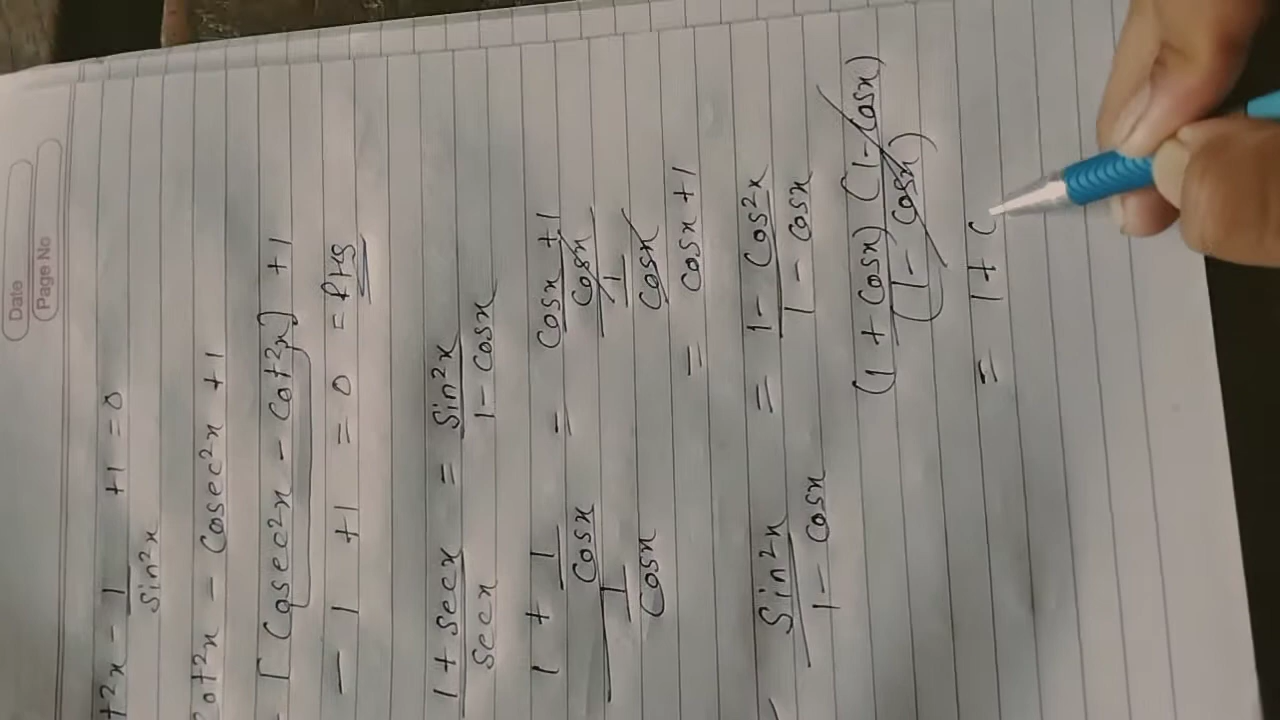 Date
Page No
t²x - 1/sin²x +1 = 0
Cot²x - Cosec²x +1
- [Cosec²x - Cot²x] +1
- 1 +1 = 0 = RHS
1 + secx/secx = Sin²x/1 - Cosx
1 + 1/Cosx/1/Cosx = Cosx + 1/Cosx/1/Cosx
= Cosx + 1
Sin²x/1 - Cosx = 1 - Cos²x/1 - Cosx
(1 + Cosx) (1 - Cosx)/(1 - Cosx)
= 1 + C